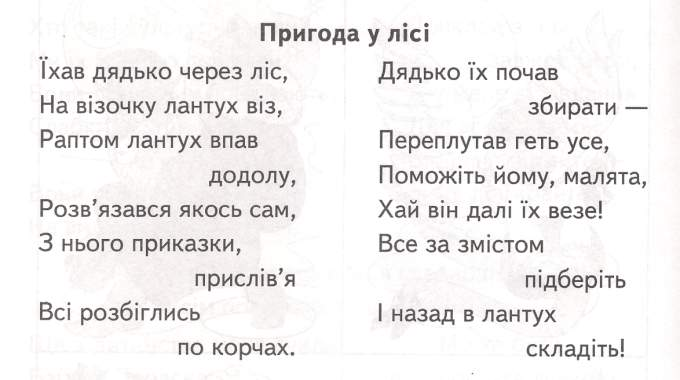 Пригода у лісі
Їхав дядько через ліс,
На візочку лантух віз,
Раптом лантух впав
додолу,
Розв’язався якось сам,
З нього приказки,
прислів’я
Всі розбіглись
по корчах.
Дядько їх почав
збирати —
Переплутав геть усе,
Поможіть йому, малята,
Хай він далі їх везе!
Все за змістом
підберіть
І назад в лантух
складіть!